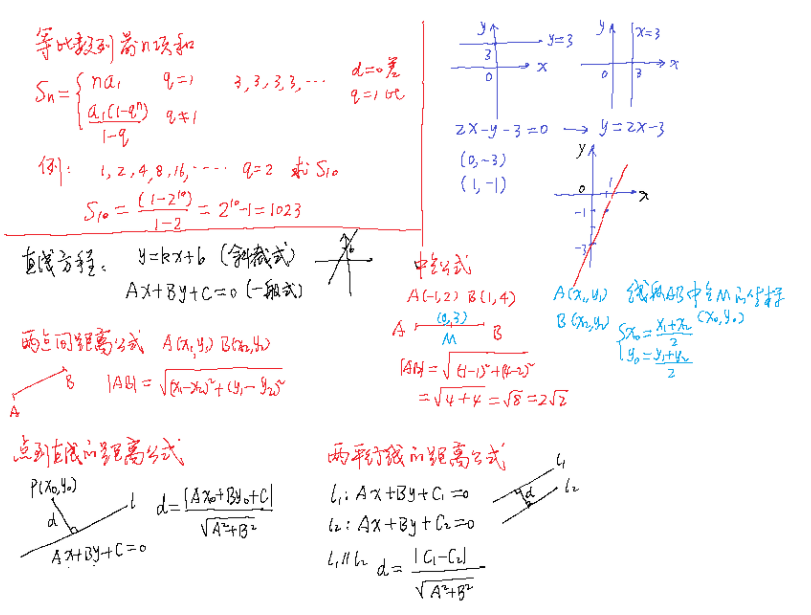 等比数列前n项和
Sn = { na₁  q=1  3, 3, 3, 3, …  d=0 差
a₁(1-qⁿ)/(1-q)  q≠1  q=1 比
例: 1, 2, 4, 8, 16, ……  q=2  求 S₁₀
S₁₀ = (1-2¹⁰)/(1-2) = 2¹⁰-1 = 1023
y
y=3
3
0
x
y
x=3
0
3
x
2x-y-3=0 → y=2x-3
(0,-3)
(1,-1)
y
0
1
x
-1
-3
直线方程: y=kx+b (斜截式)
b
Ax+By+C=0 (一般式)
两点间距离公式 A(x₁,y₁) B(x₂,y₂)
A
B
|AB| = √((x₁-x₂)²+(y₁-y₂)²)
中点公式
A(-1,2) B(1,4)
(0,3)
A
M
B
|AB| = √((-1-1)²+(4-2)²)
= √(4+4) = √8 = 2√2
A(x₁,y₁) 线段AB中点M的坐标
B(x₂,y₂)
(x₀,y₀)
{ x₀ = (x₁+x₂)/2
y₀ = (y₁+y₂)/2
点到直线的距离公式
P(x₀,y₀)
d
l
Ax+By+C=0
d = |Ax₀+By₀+C|/√(A²+B²)
两平行线的距离公式
l₁: Ax+By+C₁=0
l₂: Ax+By+C₂=0
l₁∥l₂
d = |C₁-C₂|/√(A²+B²)
l₁
d
l₂